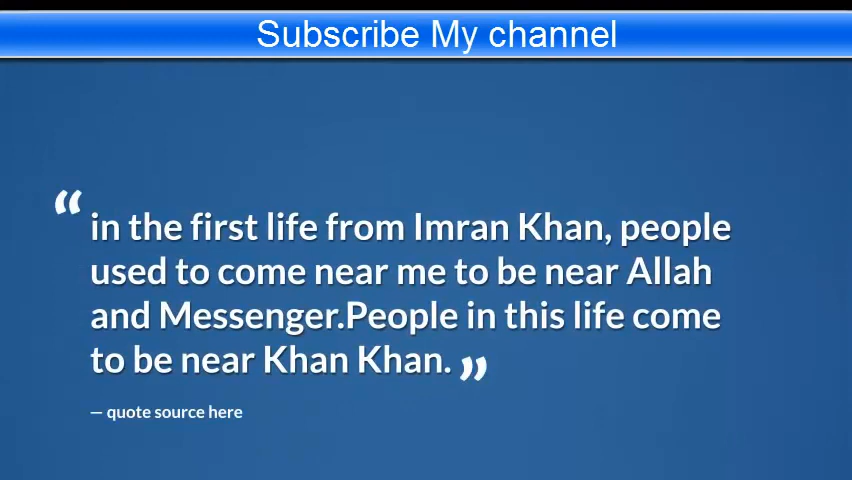 Subscribe My channel
“ in the first life from Imran Khan, people
used to come near me to be near Allah
and Messenger.People in this life come
to be near Khan Khan. ”
— quote source here